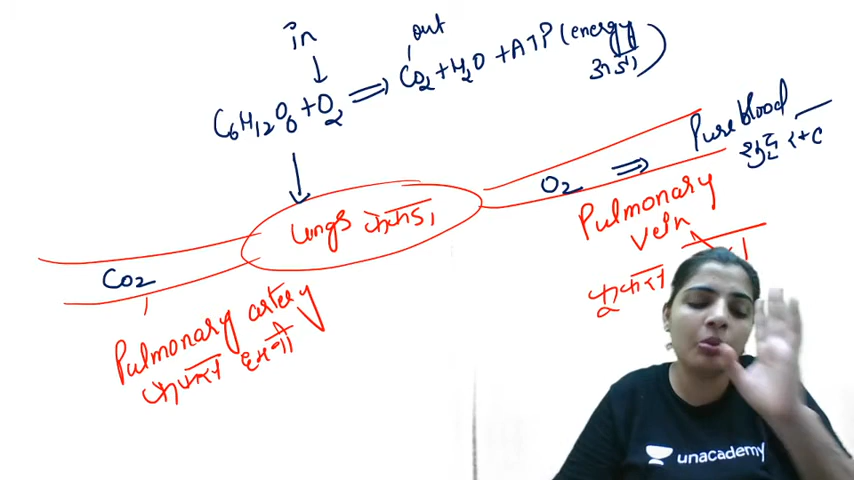 in
out
C6H12O6 + O2 ⇒ CO2 + H2O + ATP (energy
ऊर्जा)
Pure blood
शुद्ध रक्त
O2 ⇒
Lungs फेफड़ा
Pulmonary
vein
फुफ्फुस
CO2
Pulmonary artery
फुफ्फुस धमनी
unacademy